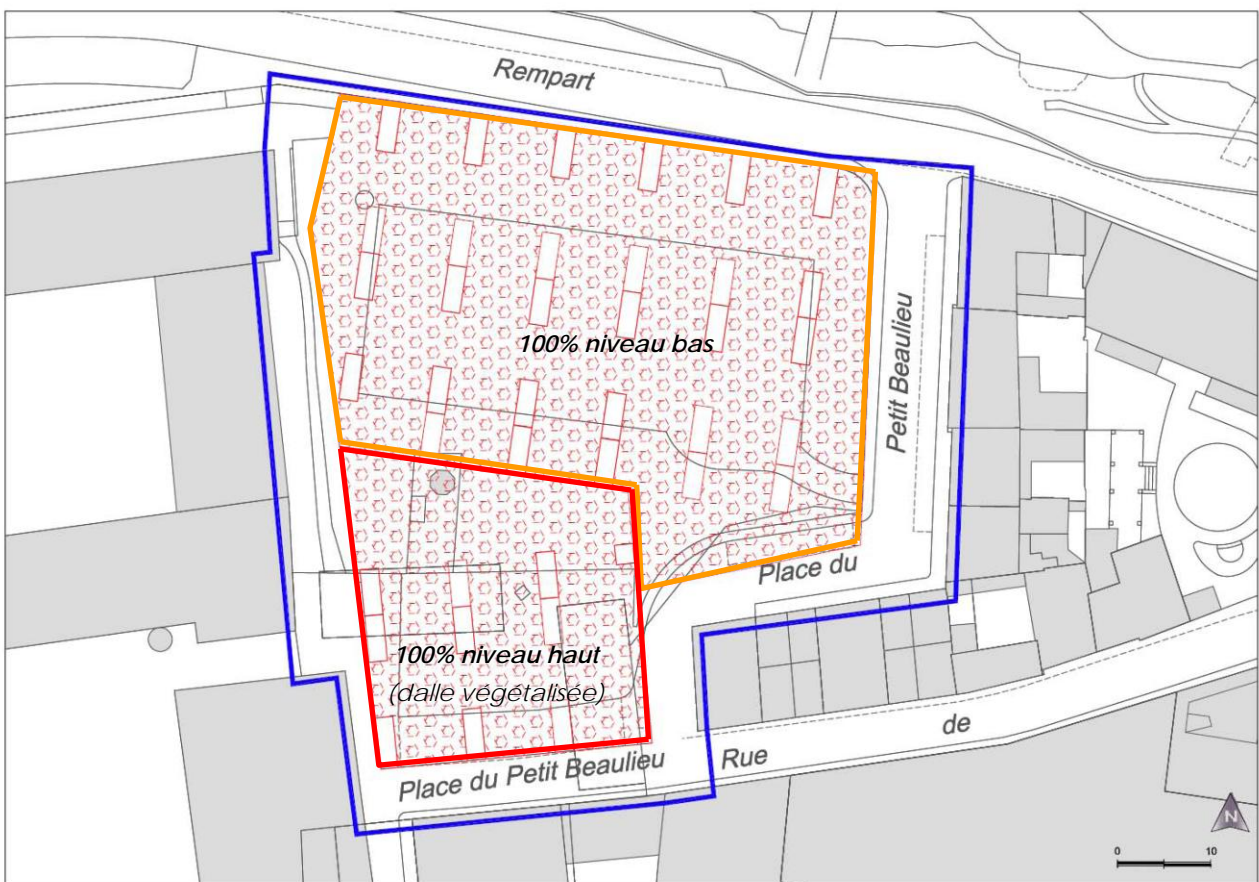 Rempart
100% niveau bas
Petit Beaulieu
Place du
100% niveau haut
(dalle végétalisée)
Place du Petit Beaulieu
Rue
de
N
0
10